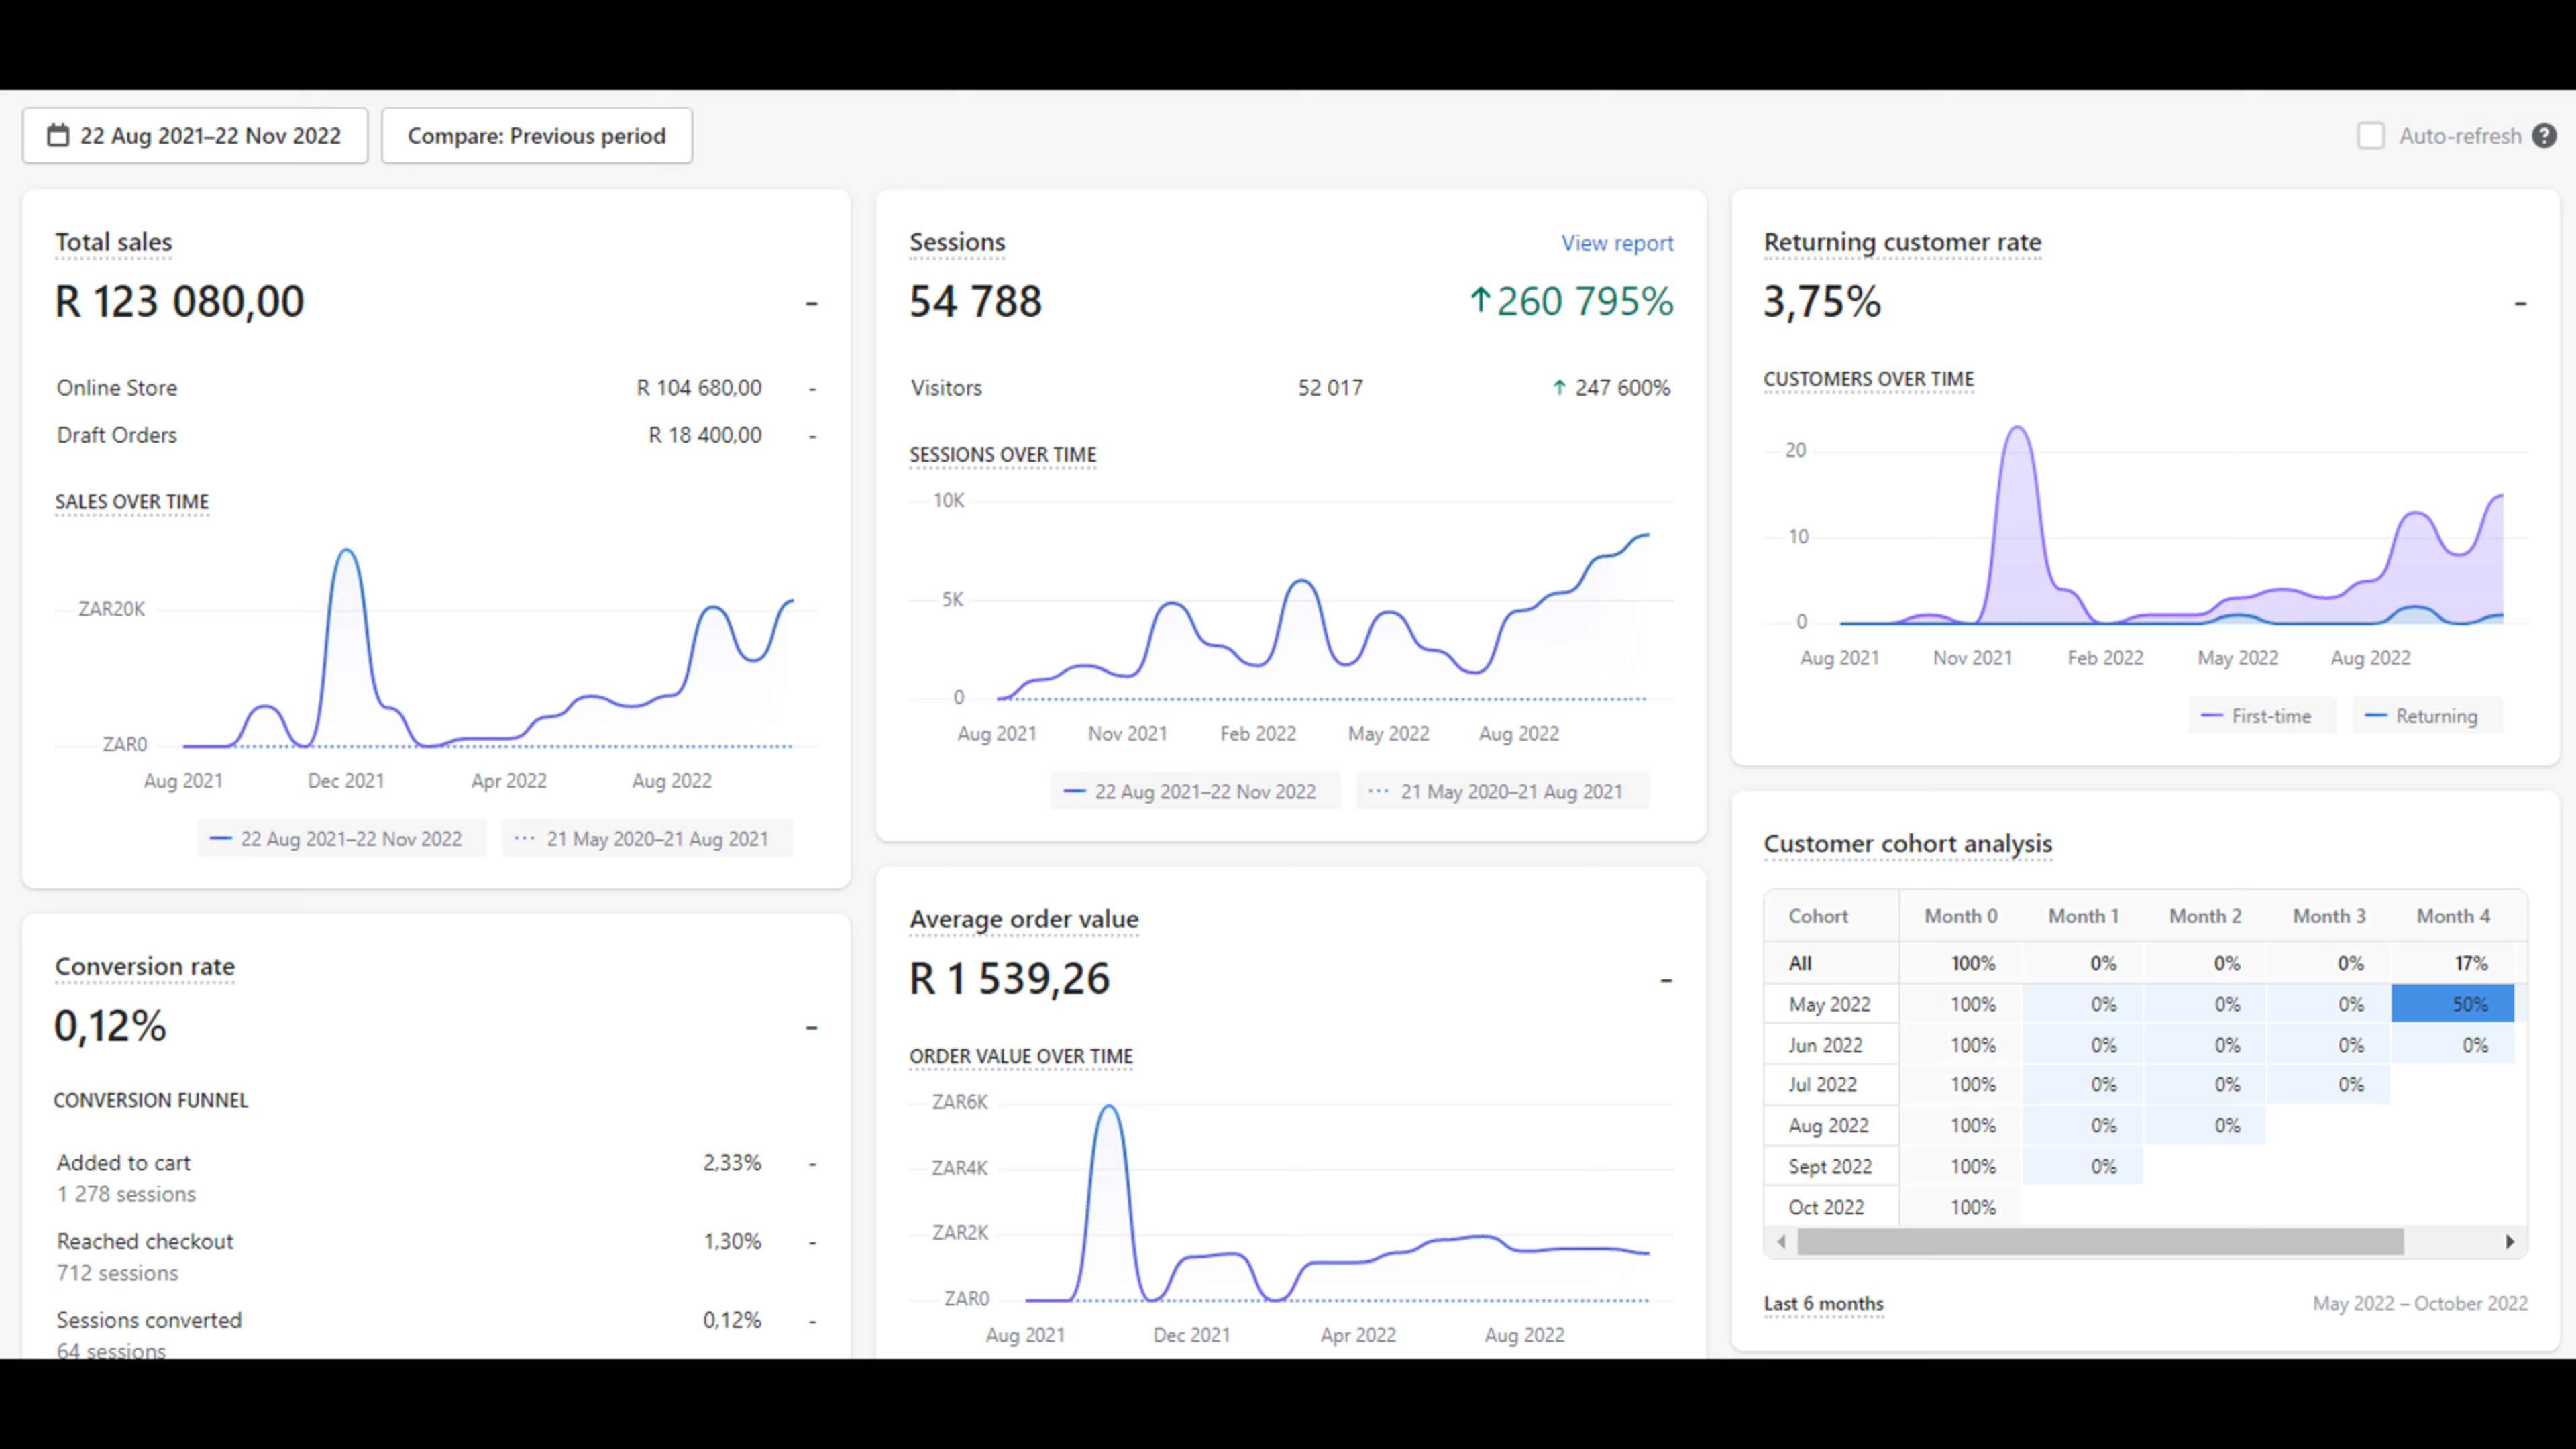 22 Aug 2021–22 Nov 2022
Compare: Previous period
Auto-refresh ?
Total sales
R 123 080,00 -
Online Store R 104 680,00 -
Draft Orders R 18 400,00 -
SALES OVER TIME
ZAR20K
ZAR0
Aug 2021 Dec 2021 Apr 2022 Aug 2022
22 Aug 2021–22 Nov 2022 21 May 2020–21 Aug 2021
Conversion rate
0,12% -
CONVERSION FUNNEL
Added to cart 2,33% -
1 278 sessions
Reached checkout 1,30% -
712 sessions
Sessions converted 0,12% -
64 sessions
Sessions View report
54 788 ↑260 795%
Visitors 52 017 ↑ 247 600%
SESSIONS OVER TIME
10K
5K
0
Aug 2021 Nov 2021 Feb 2022 May 2022 Aug 2022
22 Aug 2021–22 Nov 2022 21 May 2020–21 Aug 2021
Average order value
R 1 539,26 -
ORDER VALUE OVER TIME
ZAR6K
ZAR4K
ZAR2K
ZAR0
Aug 2021 Dec 2021 Apr 2022 Aug 2022
Returning customer rate
3,75% -
CUSTOMERS OVER TIME
20
10
0
Aug 2021 Nov 2021 Feb 2022 May 2022 Aug 2022
First-time Returning
Customer cohort analysis
Cohort Month 0 Month 1 Month 2 Month 3 Month 4
All 100% 0% 0% 0% 17%
May 2022 100% 0% 0% 0% 50%
Jun 2022 100% 0% 0% 0% 0%
Jul 2022 100% 0% 0% 0%
Aug 2022 100% 0% 0%
Sept 2022 100% 0%
Oct 2022 100%
Last 6 months May 2022 – October 2022